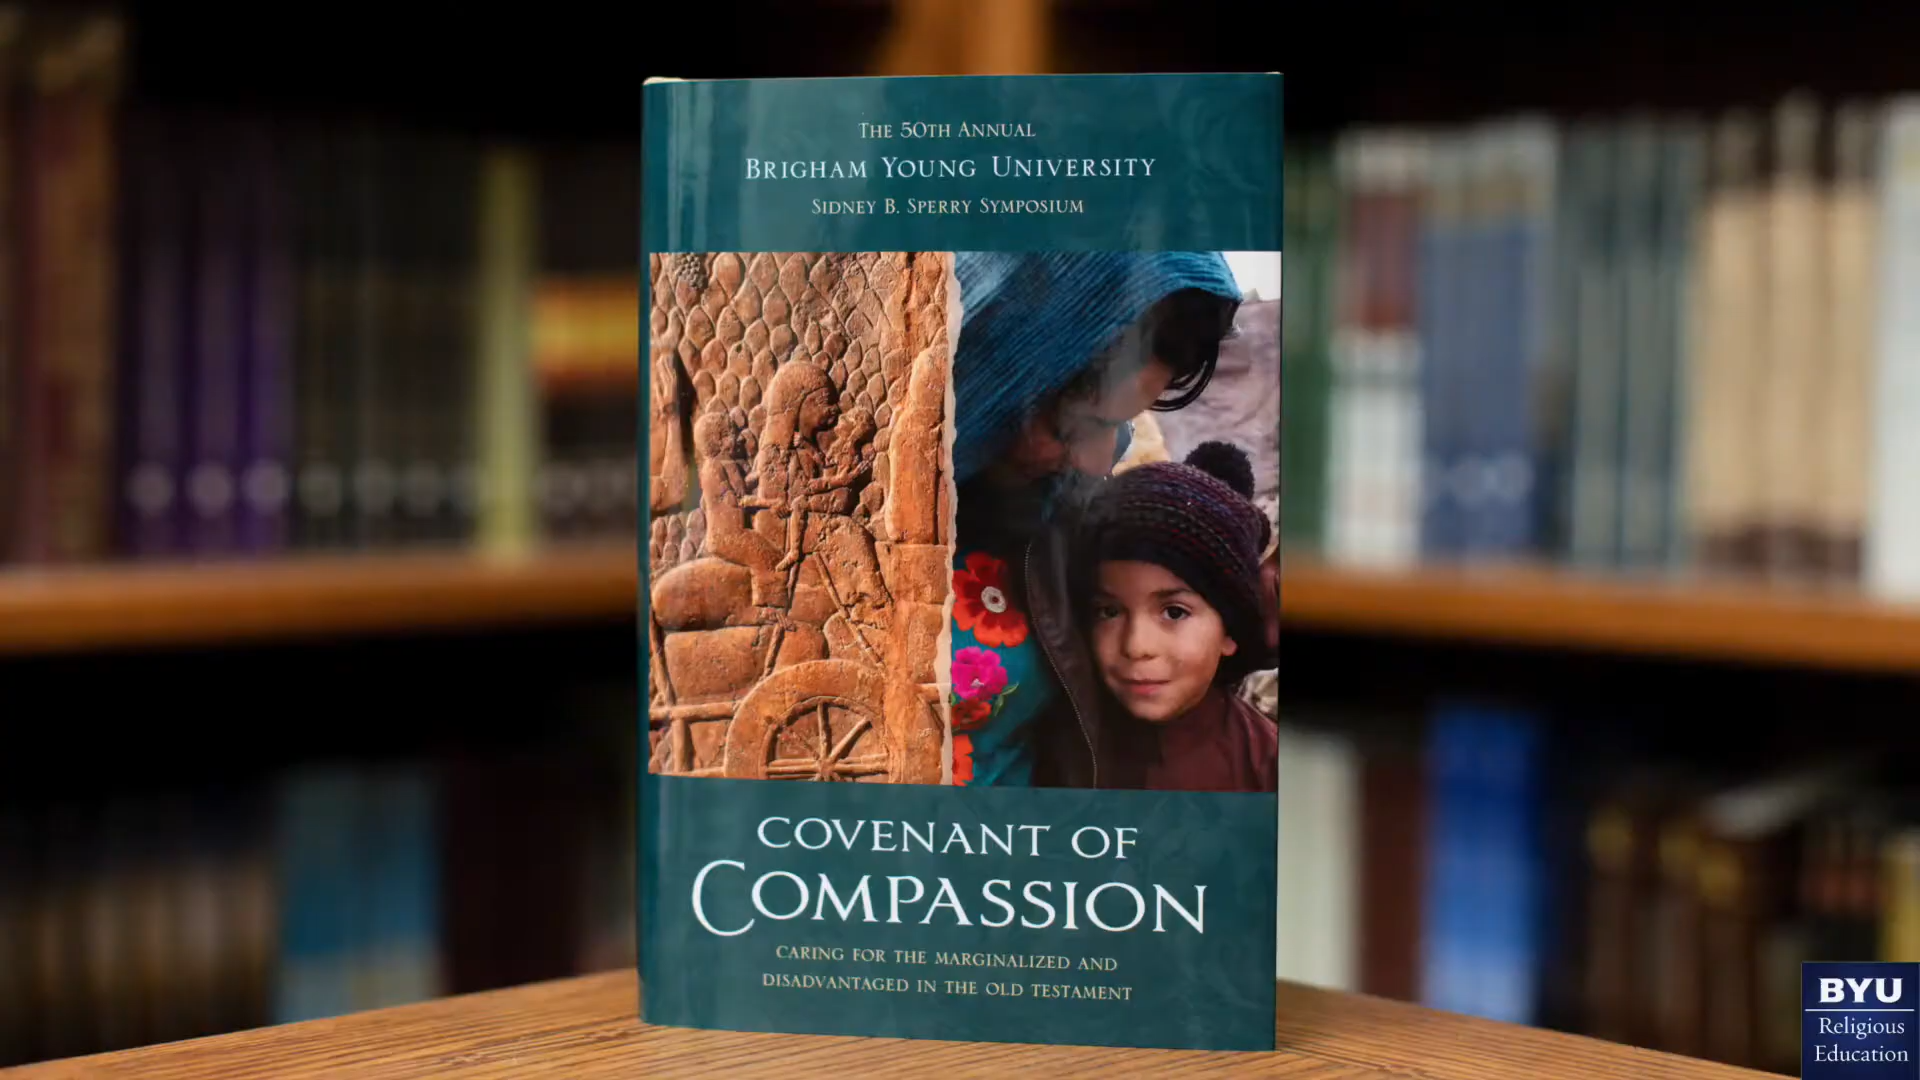 THE 50TH ANNUAL
BRIGHAM YOUNG UNIVERSITY
SIDNEY B. SPERRY SYMPOSIUM
COVENANT OF
COMPASSION
CARING FOR THE MARGINALIZED AND
DISADVANTAGED IN THE OLD TESTAMENT
BYU
Religious
Education